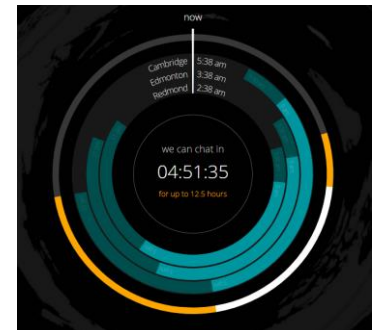 now
Cambridge 5:38 am
Edmonton 3:38 am
Redmond 2:38 am
we can chat in
04:51:35
for up to 12.5 hours